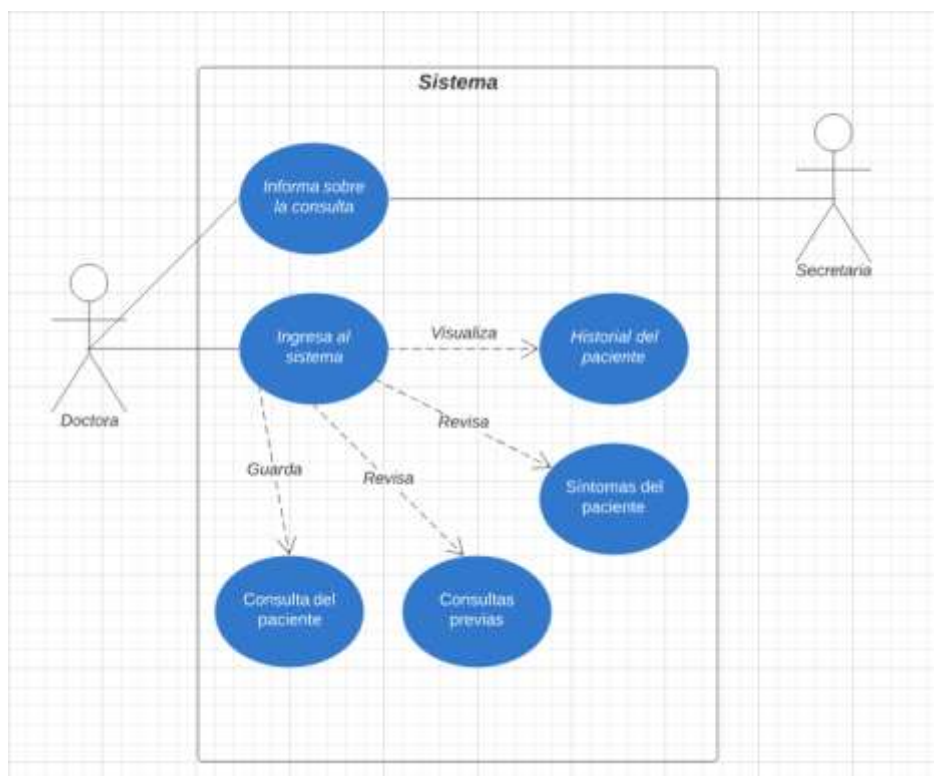 Sistema
Informa sobre
la consulta
Secretaria
Ingresa al
sistema
Visualiza
Historial del
paciente
Doctora
Revisa
Guarda
Revisa
Síntomas del
paciente
Consulta del
paciente
Consultas
previas